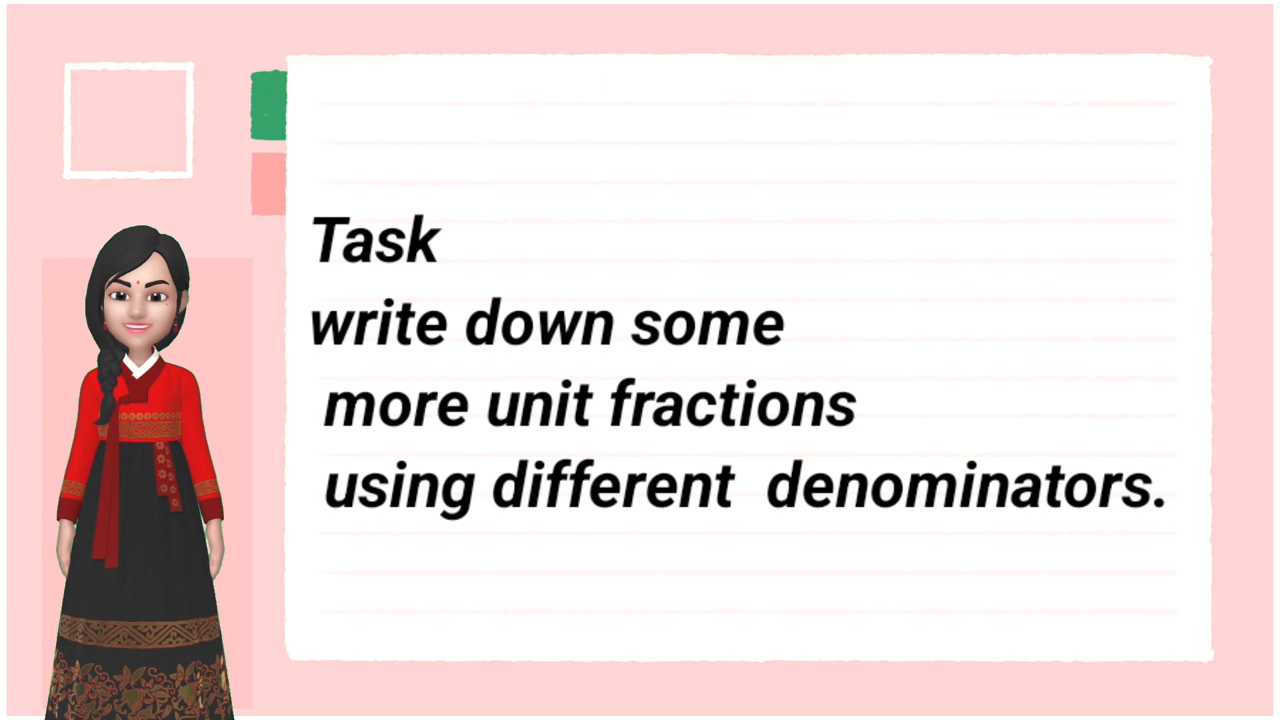 Task
write down some
more unit fractions
using different denominators.